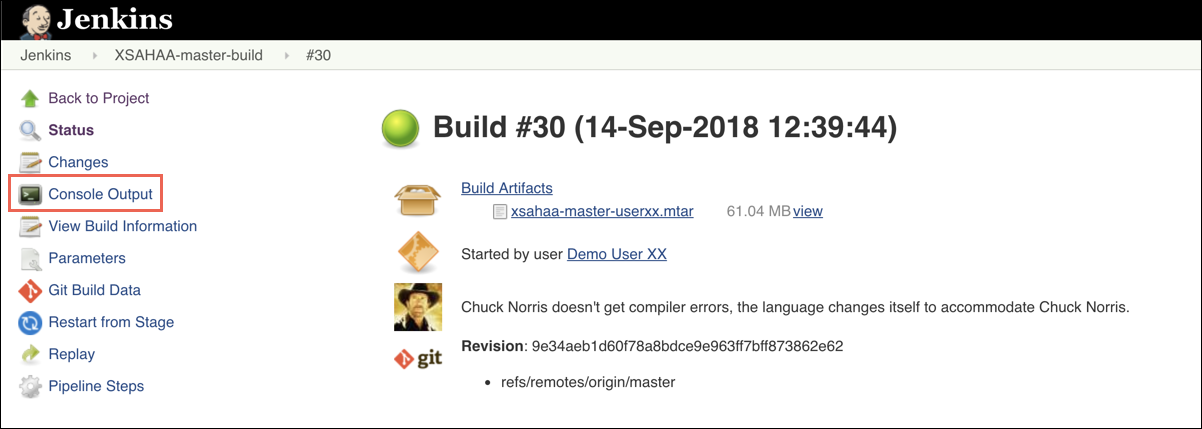 Jenkins
Jenkins XSAHAA-master-build #30
Back to Project
Status
Changes
Console Output
View Build Information
Parameters
Git Build Data
Restart from Stage
Replay
Pipeline Steps
Build #30 (14-Sep-2018 12:39:44)
Build Artifacts
xsahaa-master-userxx.mtar 61.04 MB view
Started by user Demo User XX
Chuck Norris doesn't get compiler errors, the language changes itself to accommodate Chuck Norris.
git Revision: 9e34aeb1d60f78a8bdce9e963ff7bff873862e62
• refs/remotes/origin/master